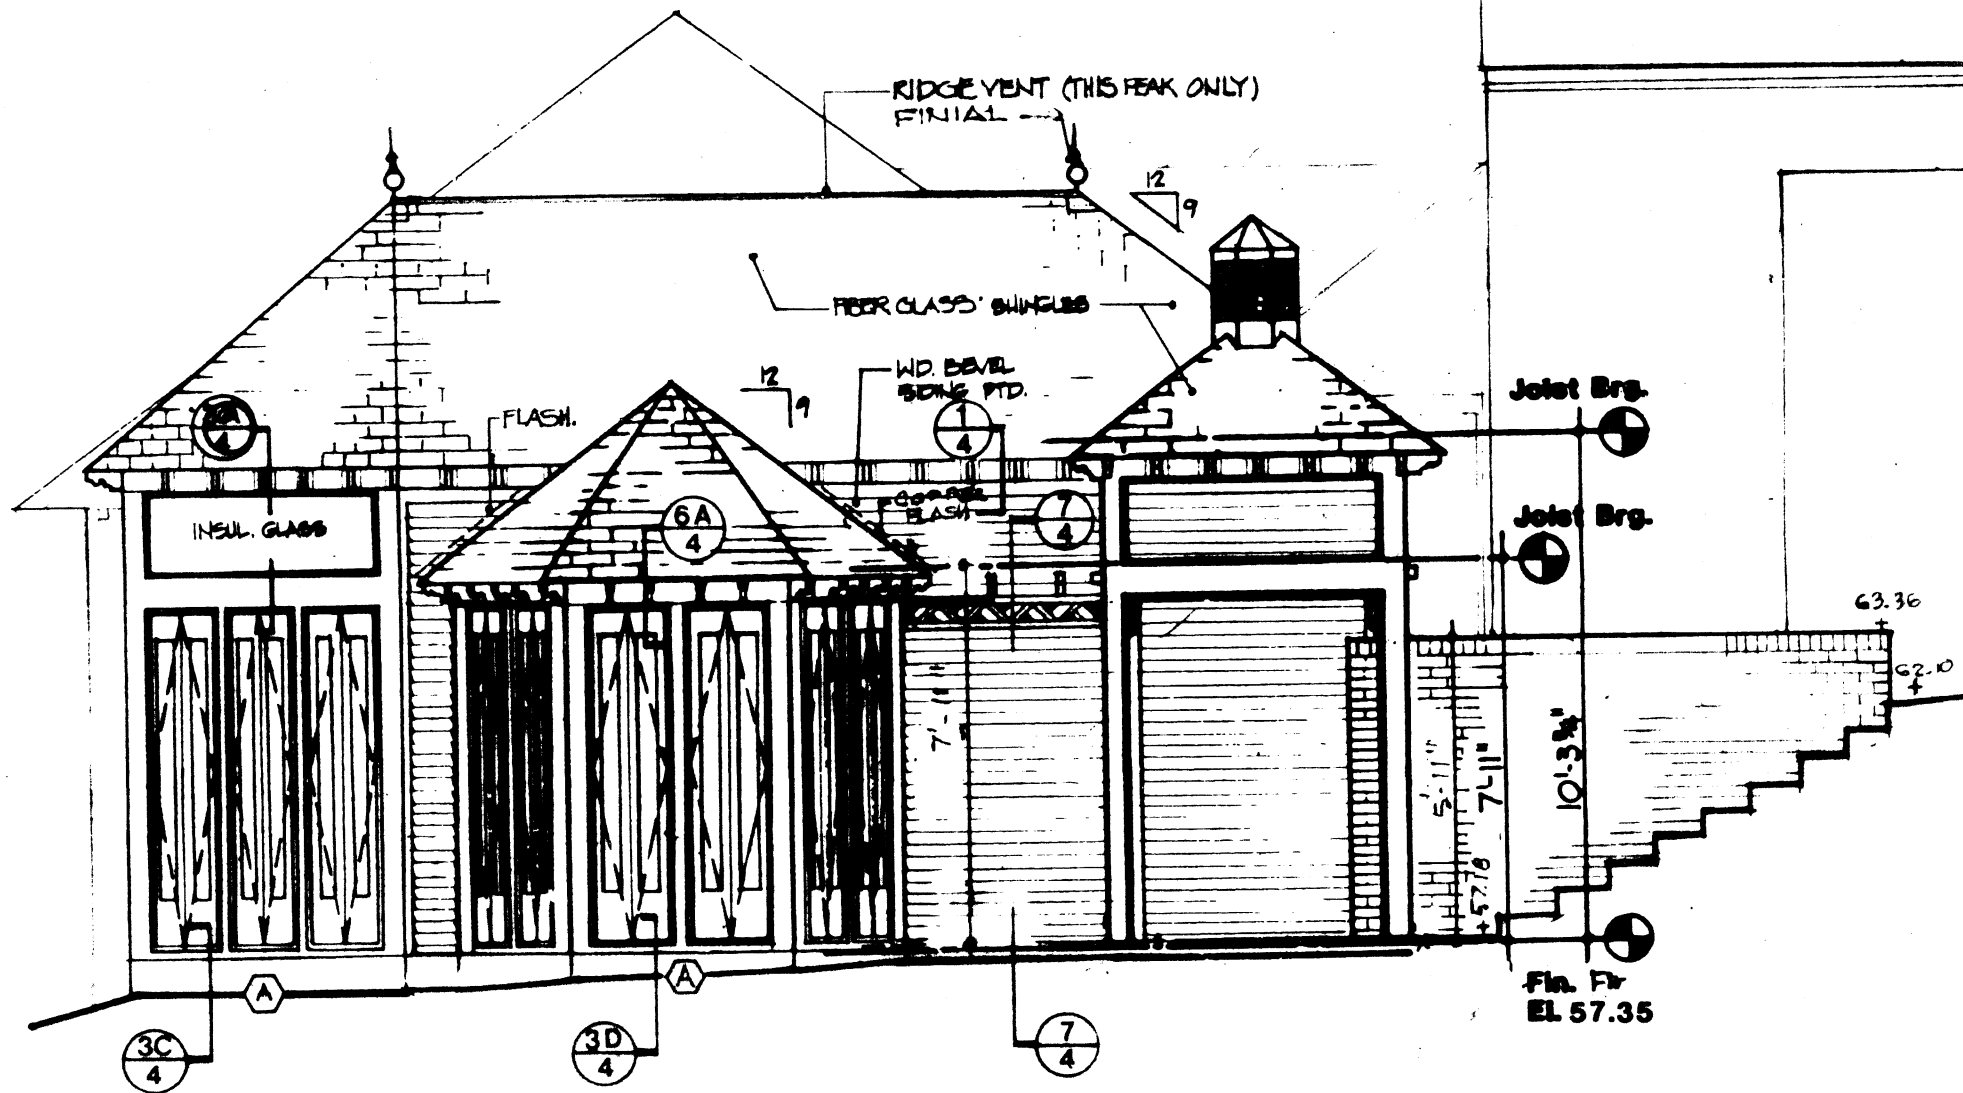 RIDGE VENT (THIS PEAK ONLY)
FINIAL
12
9
FIBER GLASS SHINGLES
WD. BEVEL
SIDING PTD.
12
9
FLASH.
1
4
Joist Brg.
4
INSUL. GLASS
6A
4
COPPER
FLASH
7
4
Joist Brg.
63.36
62.10
7'-11"
5'-11"
7'-11"
10'-3
57.18
A
A
Fin. Flr
EL 57.35
3C
4
3D
4
7
4